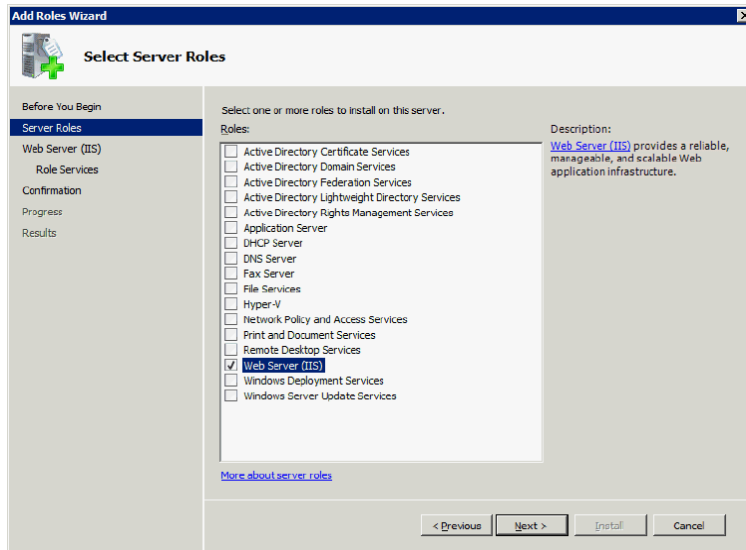 Add Roles Wizard
Select Server Roles
Before You Begin
Server Roles
Web Server (IIS)
Role Services
Confirmation
Progress
Results
Select one or more roles to install on this server.
Roles:
Active Directory Certificate Services
Active Directory Domain Services
Active Directory Federation Services
Active Directory Lightweight Directory Services
Active Directory Rights Management Services
Application Server
DHCP Server
DNS Server
Fax Server
File Services
Hyper-V
Network Policy and Access Services
Print and Document Services
Remote Desktop Services
Web Server (IIS)
Windows Deployment Services
Windows Server Update Services
More about server roles
Description:
Web Server (IIS) provides a reliable,
manageable, and scalable Web
application infrastructure.
< Previous
Next >
Install
Cancel